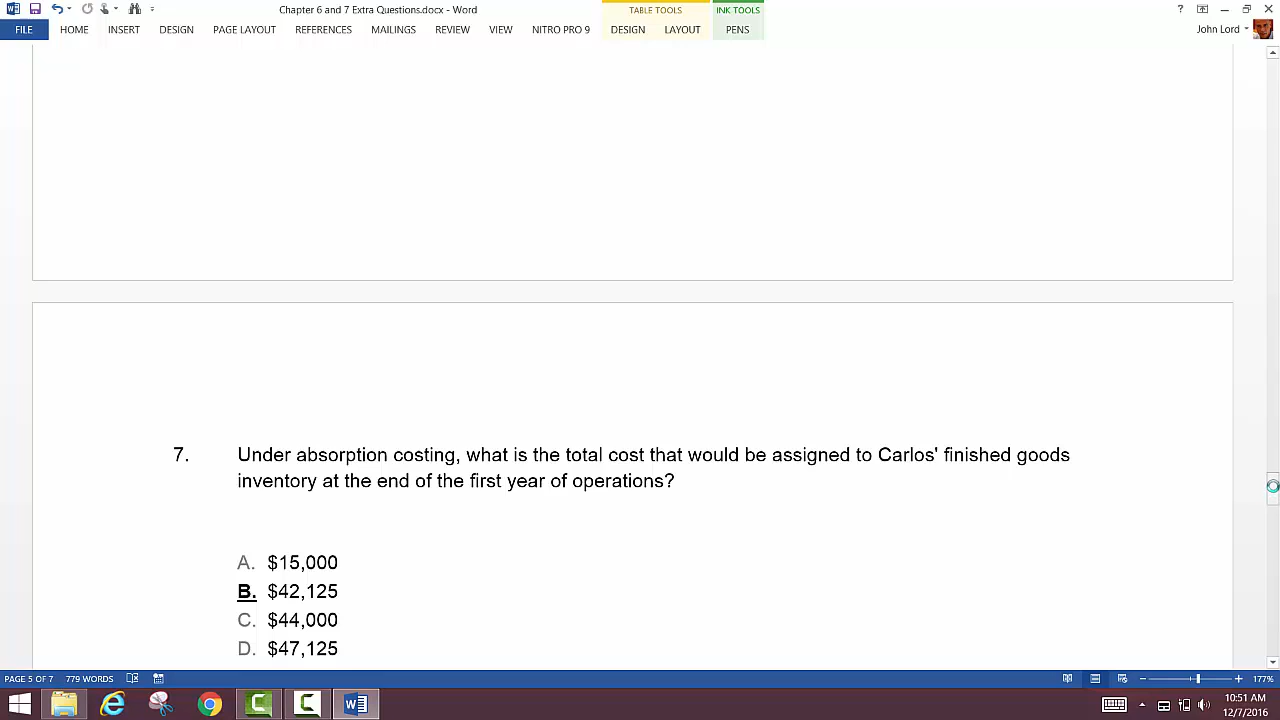 Chapter 6 and 7 Extra Questions.docx - Word
TABLE TOOLS
INK TOOLS
?
FILE
HOME
INSERT
DESIGN
PAGE LAYOUT
REFERENCES
MAILINGS
REVIEW
VIEW
NITRO PRO 9
DESIGN
LAYOUT
PENS
John Lord
7. Under absorption costing, what is the total cost that would be assigned to Carlos' finished goods
inventory at the end of the first year of operations?
A. $15,000
B. $42,125
C. $44,000
D. $47,125
PAGE 5 OF 7
779 WORDS
177%
10:51 AM
12/7/2016